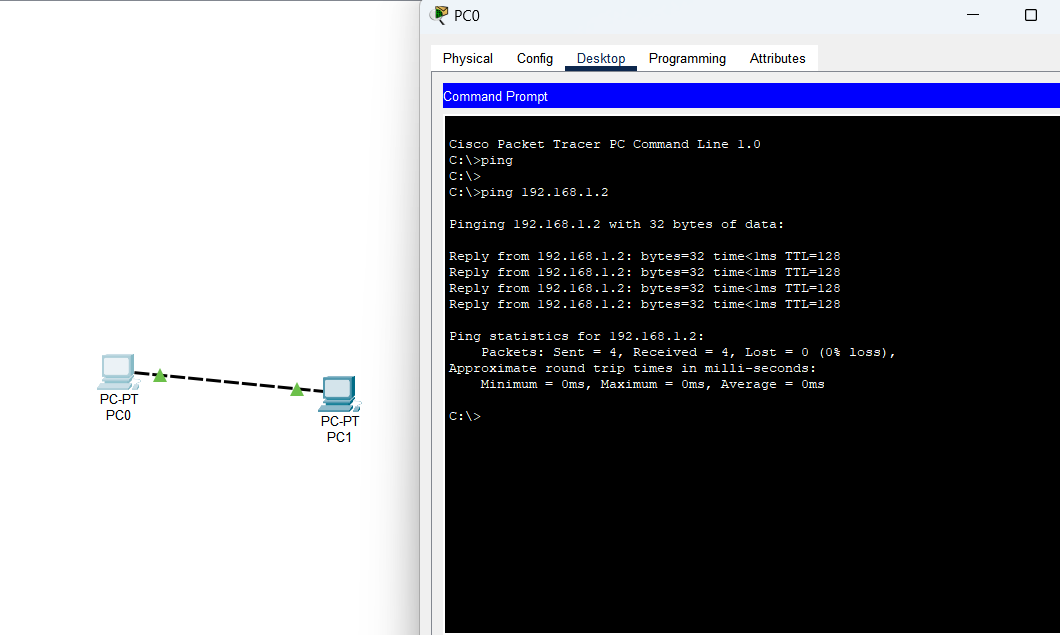 PC0
Physical Config Desktop Programming Attributes
Command Prompt
Cisco Packet Tracer PC Command Line 1.0
C:\>ping
C:\>
C:\>ping 192.168.1.2
Pinging 192.168.1.2 with 32 bytes of data:
Reply from 192.168.1.2: bytes=32 time<1ms TTL=128
Reply from 192.168.1.2: bytes=32 time<1ms TTL=128
Reply from 192.168.1.2: bytes=32 time<1ms TTL=128
Reply from 192.168.1.2: bytes=32 time<1ms TTL=128
Ping statistics for 192.168.1.2:
Packets: Sent = 4, Received = 4, Lost = 0 (0% loss),
Approximate round trip times in milli-seconds:
Minimum = 0ms, Maximum = 0ms, Average = 0ms
C:\>
PC-PT
PC0
PC-PT
PC1